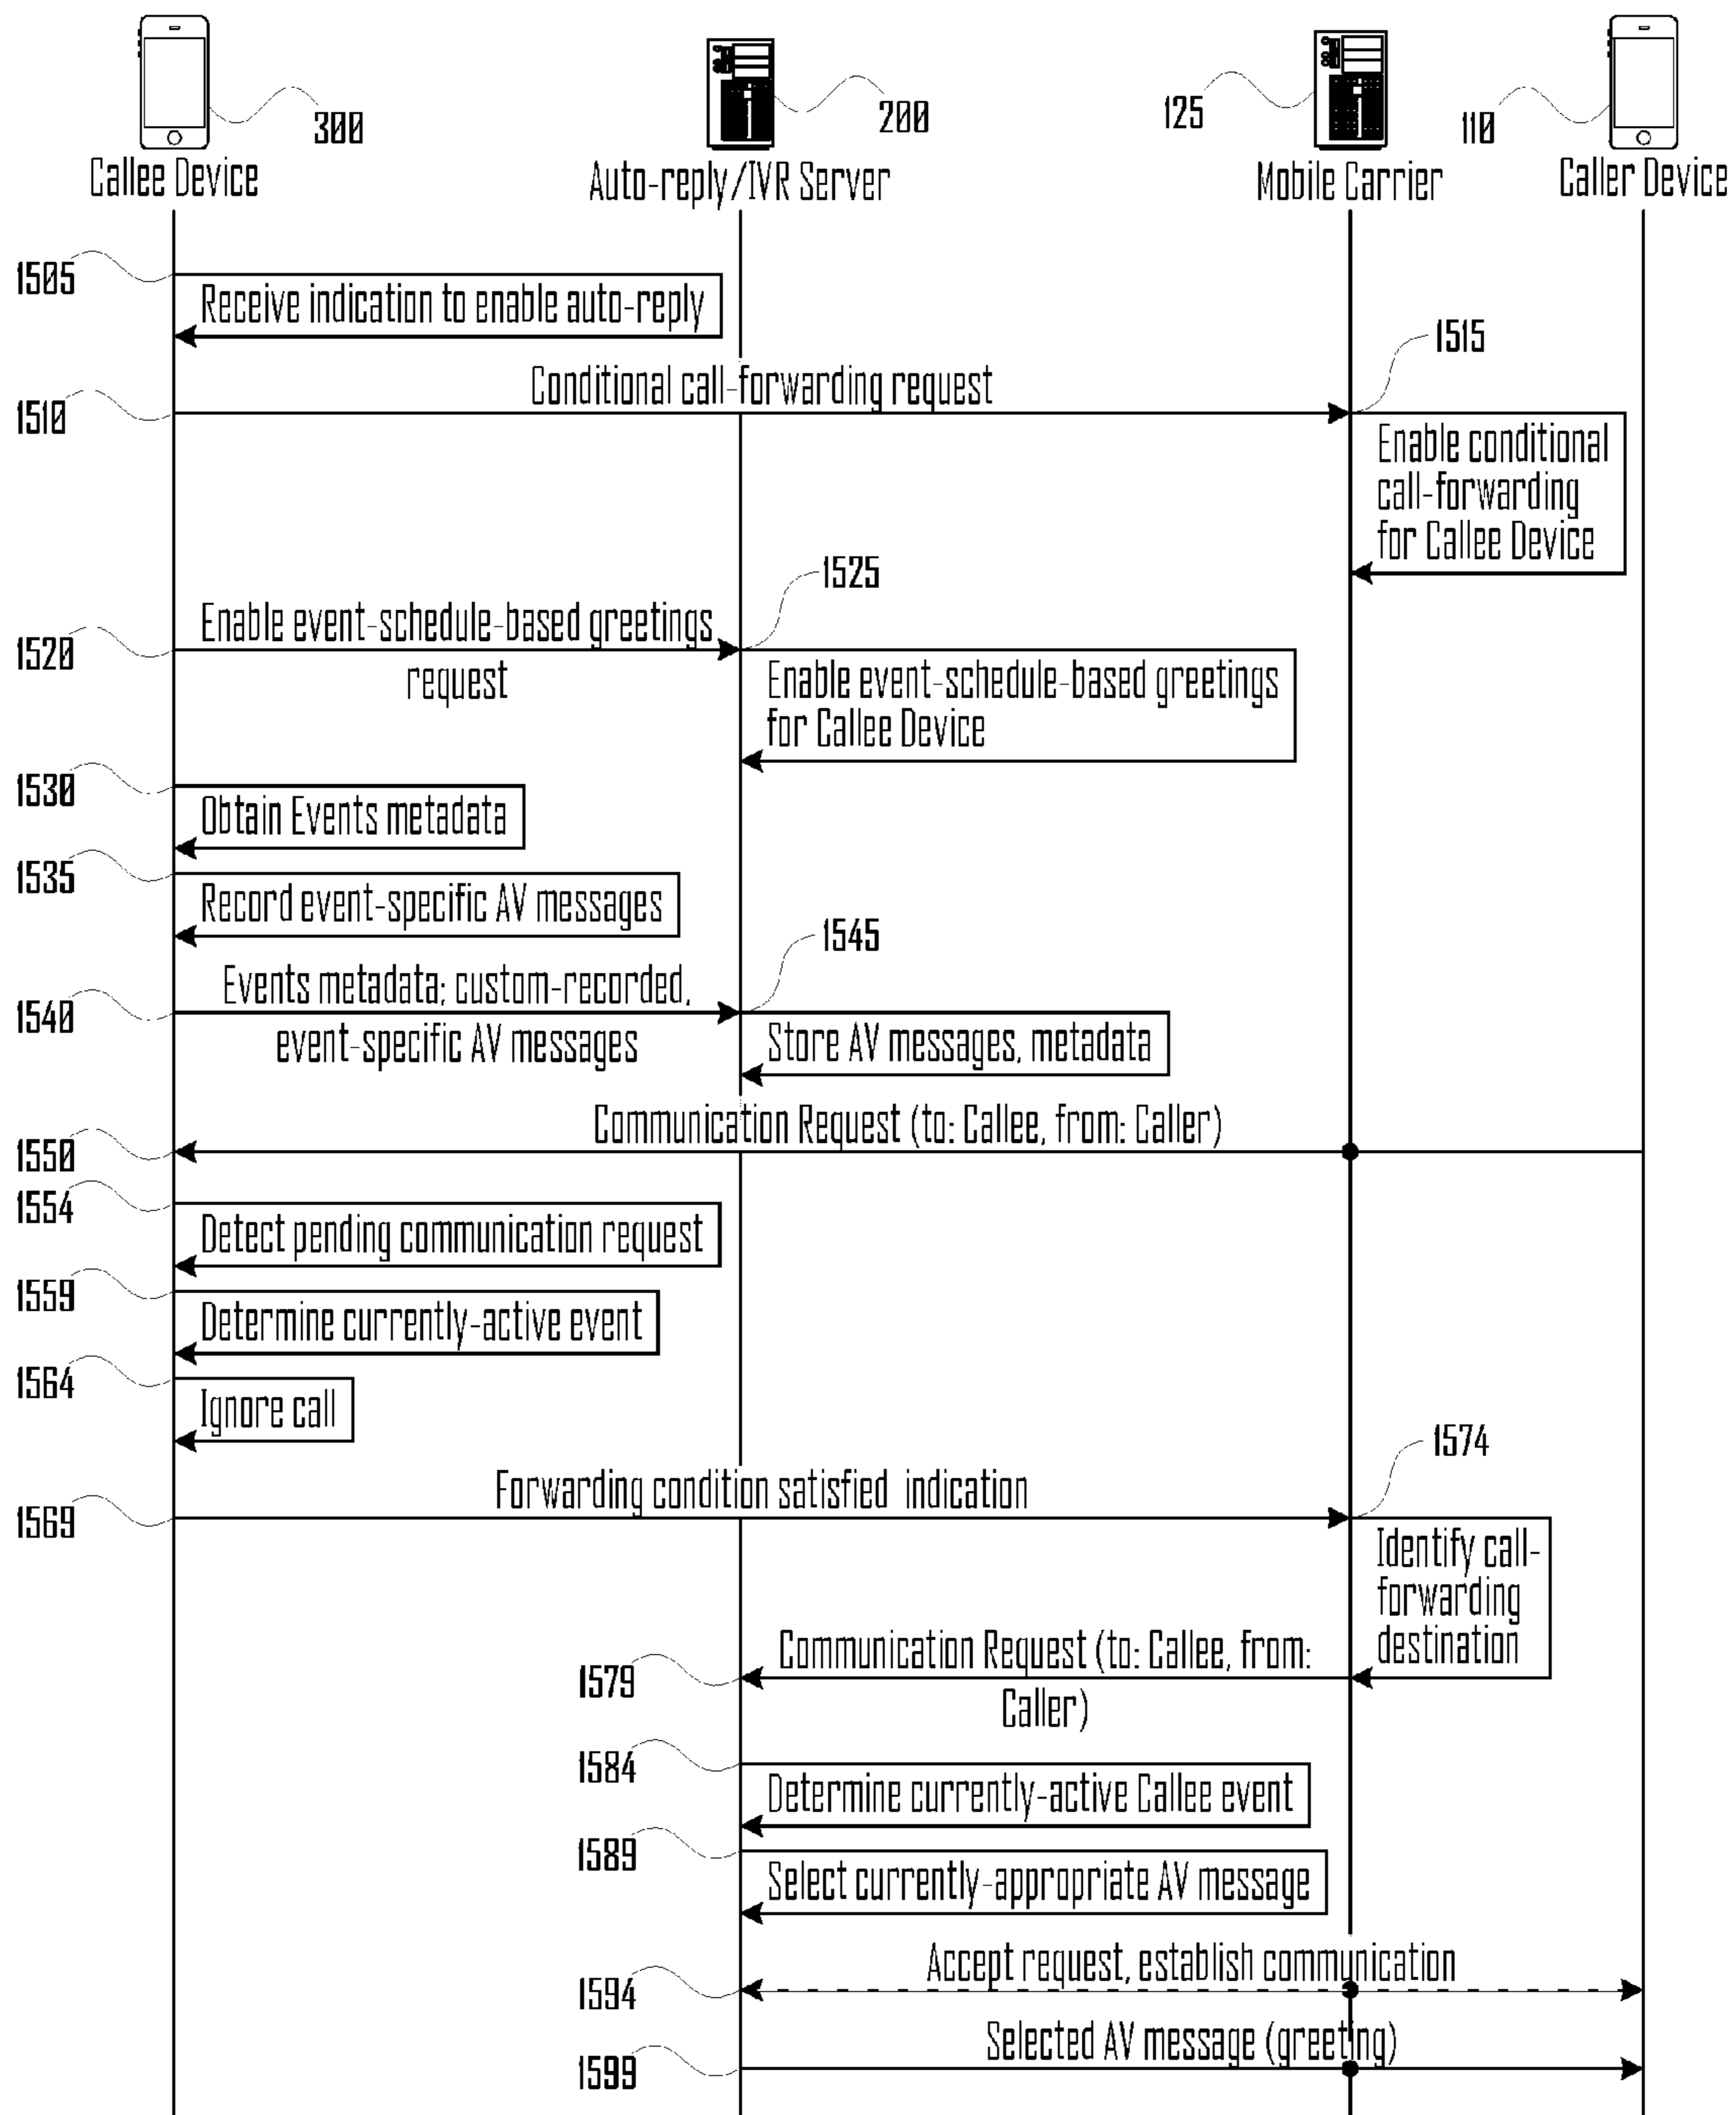 300
200
125
110
Callee Device
Auto-reply/IVR Server
Mobile Carrier
Caller Device
1505
Receive indication to enable auto-reply
1515
Conditional call-forwarding request
1510
Enable conditional
call-forwarding
for Callee Device
1525
Enable event-schedule-based greetings
request
1520
Enable event-schedule-based greetings
for Callee Device
1530
Obtain Events metadata
1535
Record event-specific AV messages
1545
Events metadata; custom-recorded,
event-specific AV messages
1540
Store AV messages, metadata
Communication Request (to: Callee, from: Caller)
1550
1554
Detect pending communication request
1559
Determine currently-active event
1564
Ignore call
1574
Forwarding condition satisfied indication
1569
Identify call-
forwarding
destination
Communication Request (to: Callee, from:
Caller)
1579
1584
Determine currently-active Callee event
1589
Select currently-appropriate AV message
Accept request, establish communication
1594
Selected AV message (greeting)
1599